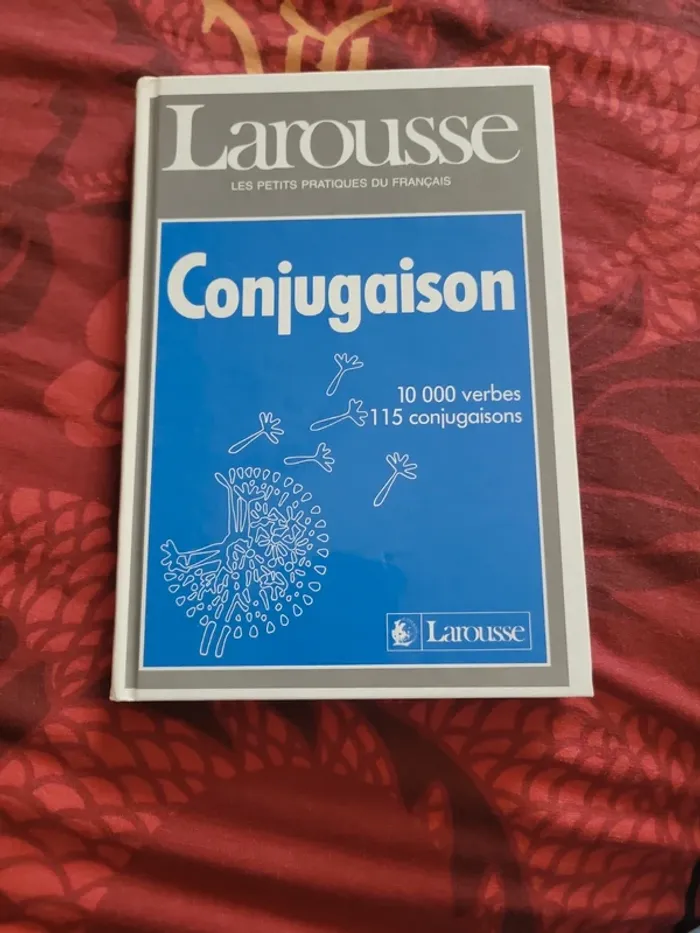 Larousse
LES PETITS PRATIQUES DU FRANÇAIS
Conjugaison
10 000 verbes
115 conjugaisons
Larousse